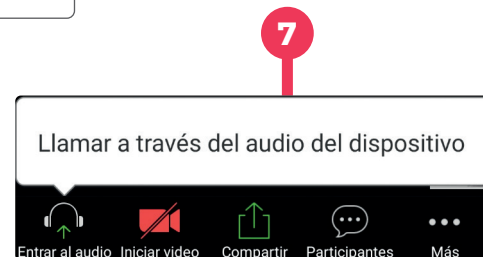 7
Llamar a través del audio del dispositivo
Entrar al audio Iniciar video Compartir Participantes Más